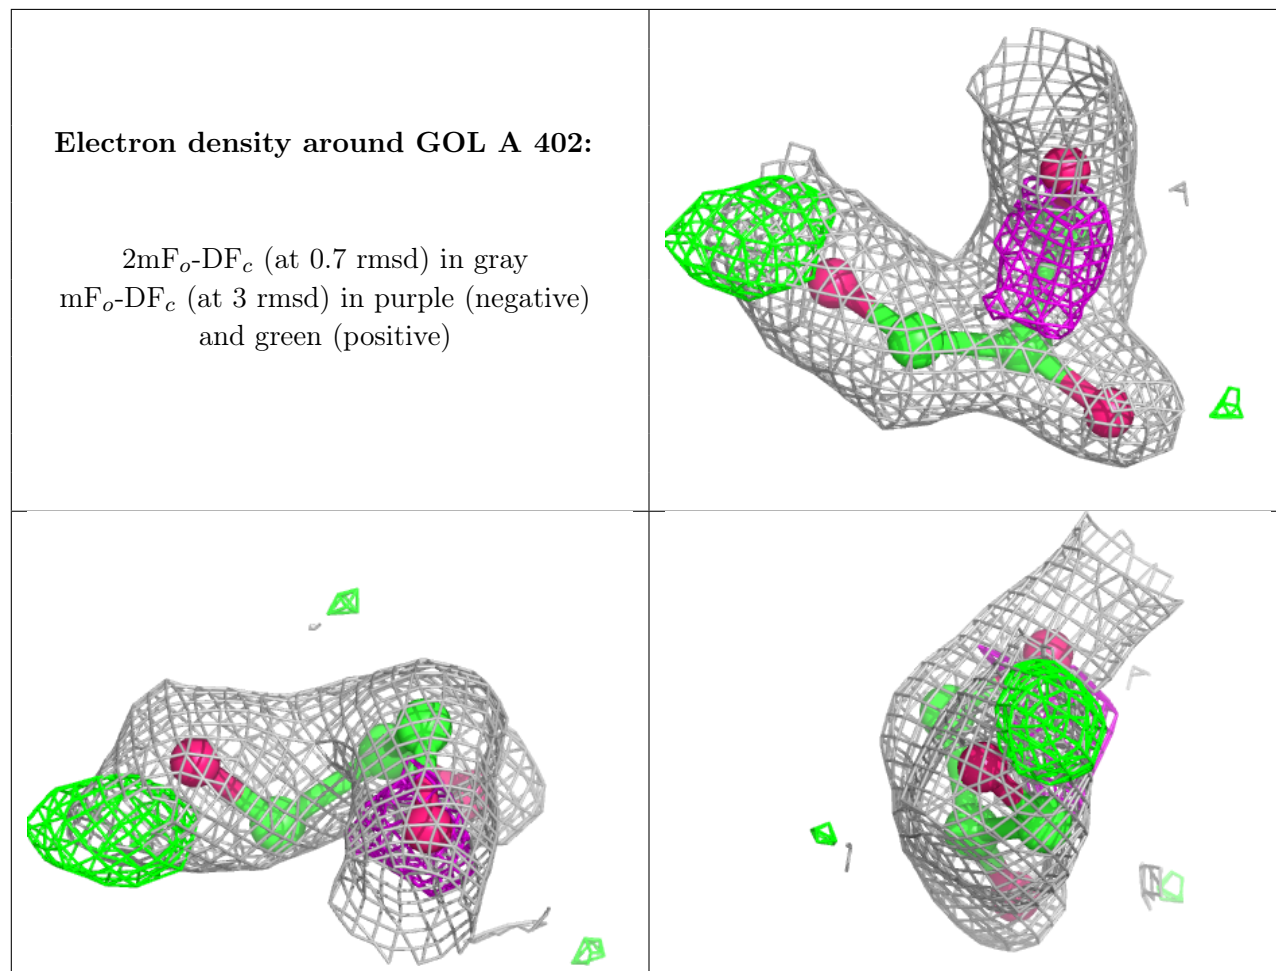 Electron density around GOL A 402:
2mFo-DFc (at 0.7 rmsd) in gray
mFo-DFc (at 3 rmsd) in purple (negative)
and green (positive)